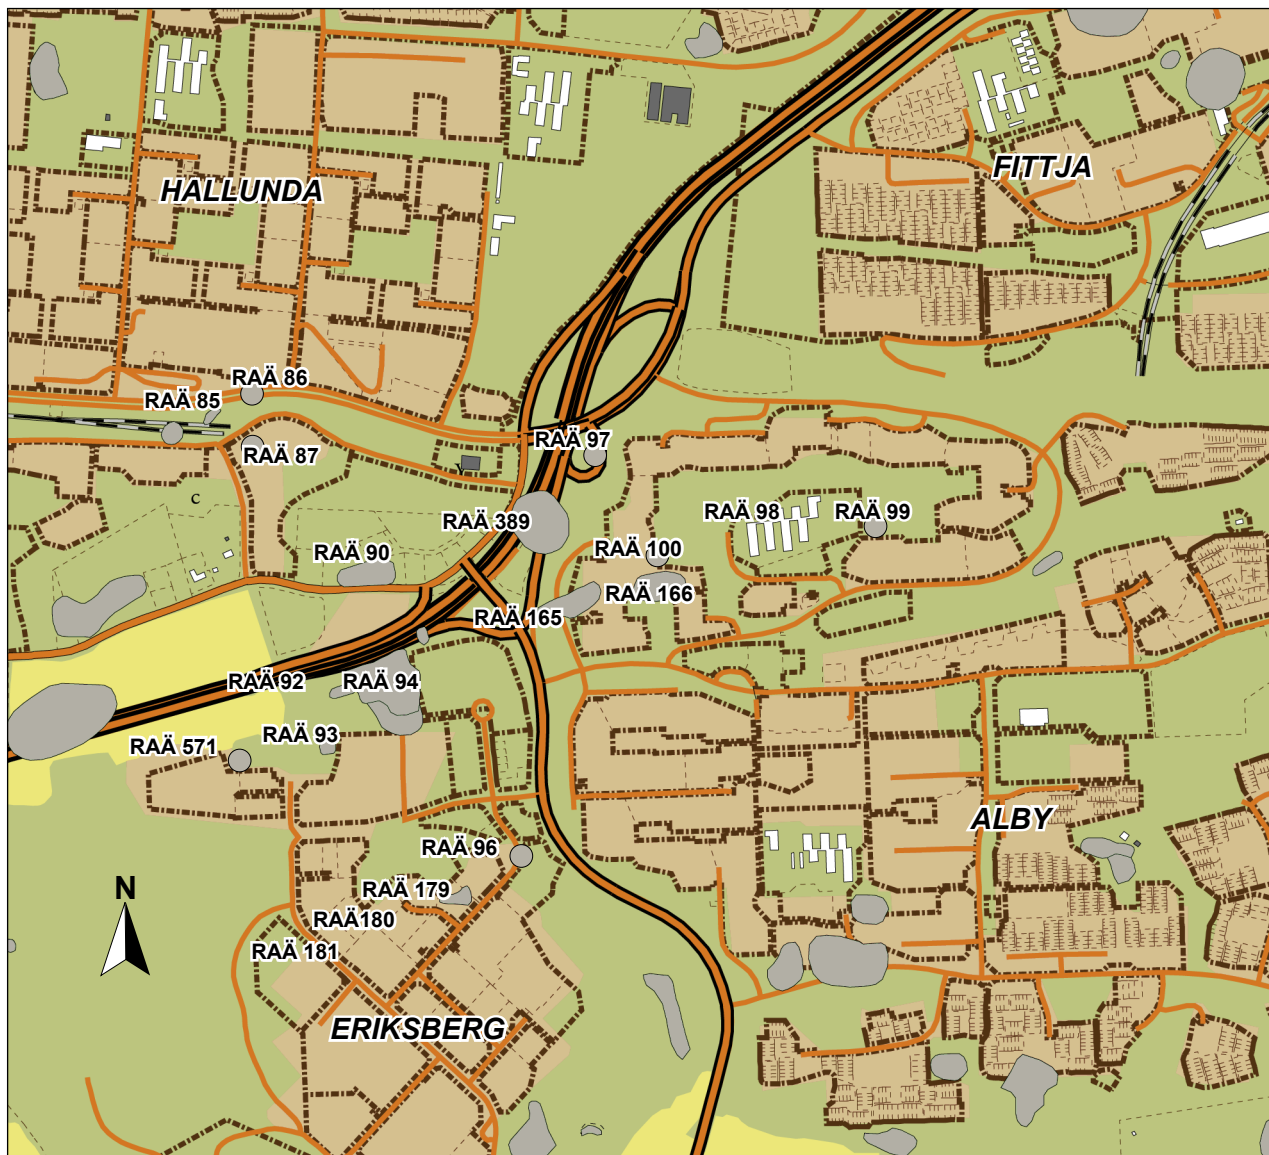 FITTJA
HALLUNDA
RAÄ 86
RAÄ 85
RAÄ 97
RAÄ 87
V
C
RAÄ 98
RAÄ 99
RAÄ 389
RAÄ 90
RAÄ 100
RAÄ 166
RAÄ 165
RAÄ 92
RAÄ 94
RAÄ 93
RAÄ 571
ALBY
RAÄ 96
N
RAÄ 179
RAÄ180
RAÄ 181
ERIKSBERG